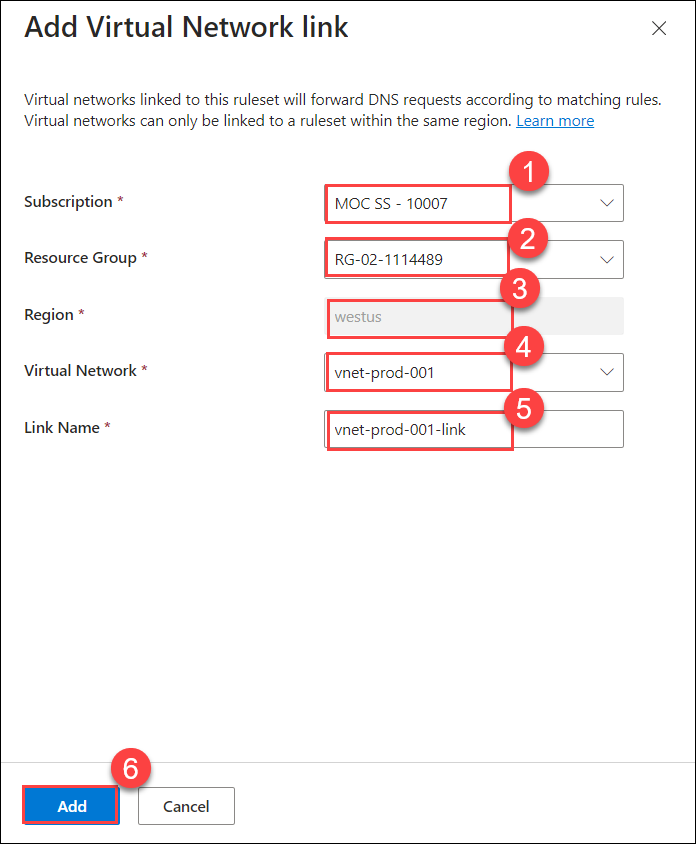 Add Virtual Network link
Virtual networks linked to this ruleset will forward DNS requests according to matching rules.
Virtual networks can only be linked to a ruleset within the same region. Learn more
1
Subscription *
MOC SS - 10007
2
Resource Group *
RG-02-1114489
3
Region *
westus
4
Virtual Network *
vnet-prod-001
5
Link Name *
vnet-prod-001-link
6
Add
Cancel